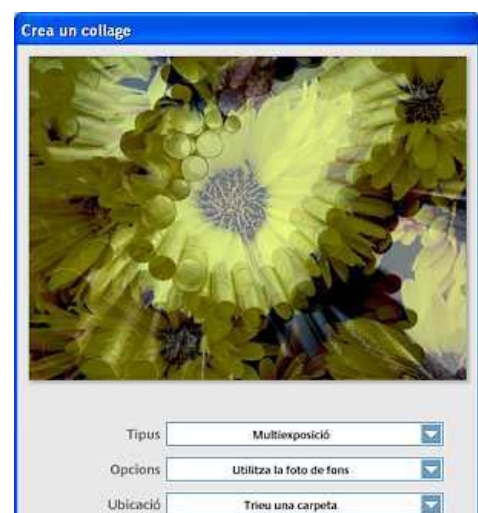 Crea un collage
Tipus Multiexposició
Opcions Utilitza la foto de fons
Ubicació Trieu una carpeta